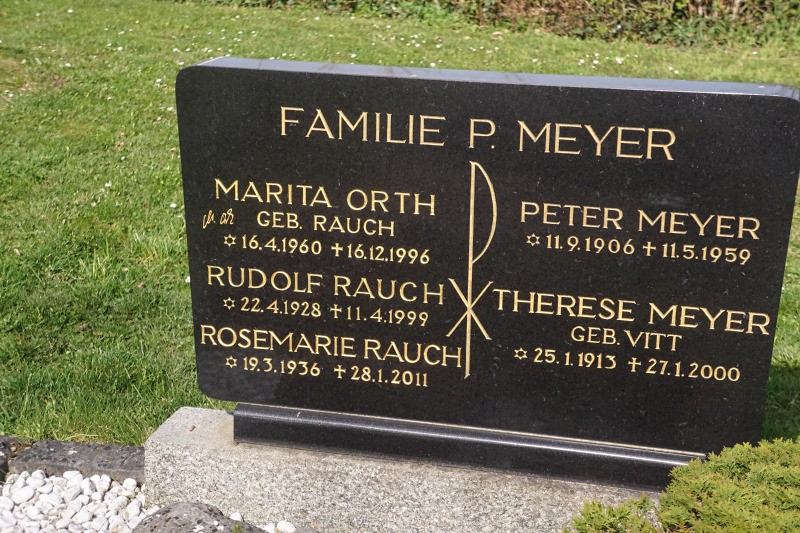 FAMILIE P. MEYER
MARITA ORTH
GEB. RAUCH
✡ 16.4.1960 ✝ 16.12.1996
RUDOLF RAUCH
✡ 22.4.1928 ✝ 11.4.1999
ROSEMARIE RAUCH
✡ 19.3.1936 ✝ 28.1.2011
PETER MEYER
✡ 11.9.1906 ✝ 11.5.1959
THERESE MEYER
GEB. VITT
✡ 25.1.1913 ✝ 27.1.2000